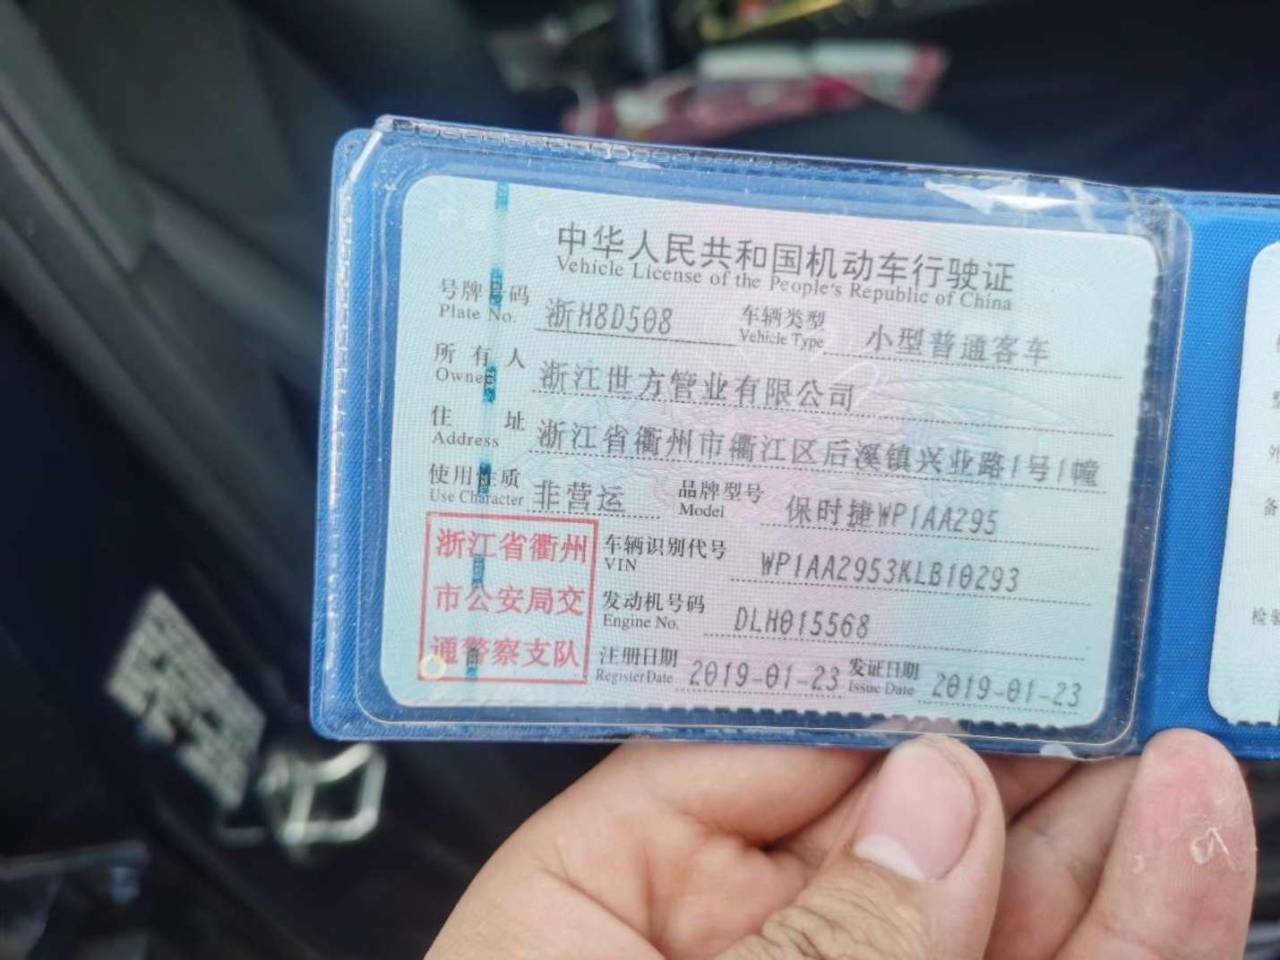 中华人民共和国机动车行驶证
Vehicle License of the People's Republic of China
号牌号码 浙H8D508 车辆类型 小型普通客车
Plate No. Vehicle Type
所有人 浙江世方管业有限公司
Owner
住址 浙江省衢州市衢江区后溪镇兴业路1号1幢
Address
使用性质 非营运 品牌型号 保时捷WP1AA295
Use Character Model
浙江省衢州
市公安局交
通警察支队
车辆识别代号 WP1AA2953KLB10293
VIN
发动机号码 DLH015568
Engine No.
注册日期 2019-01-23 发证日期 2019-01-23
Register Date Issue Date